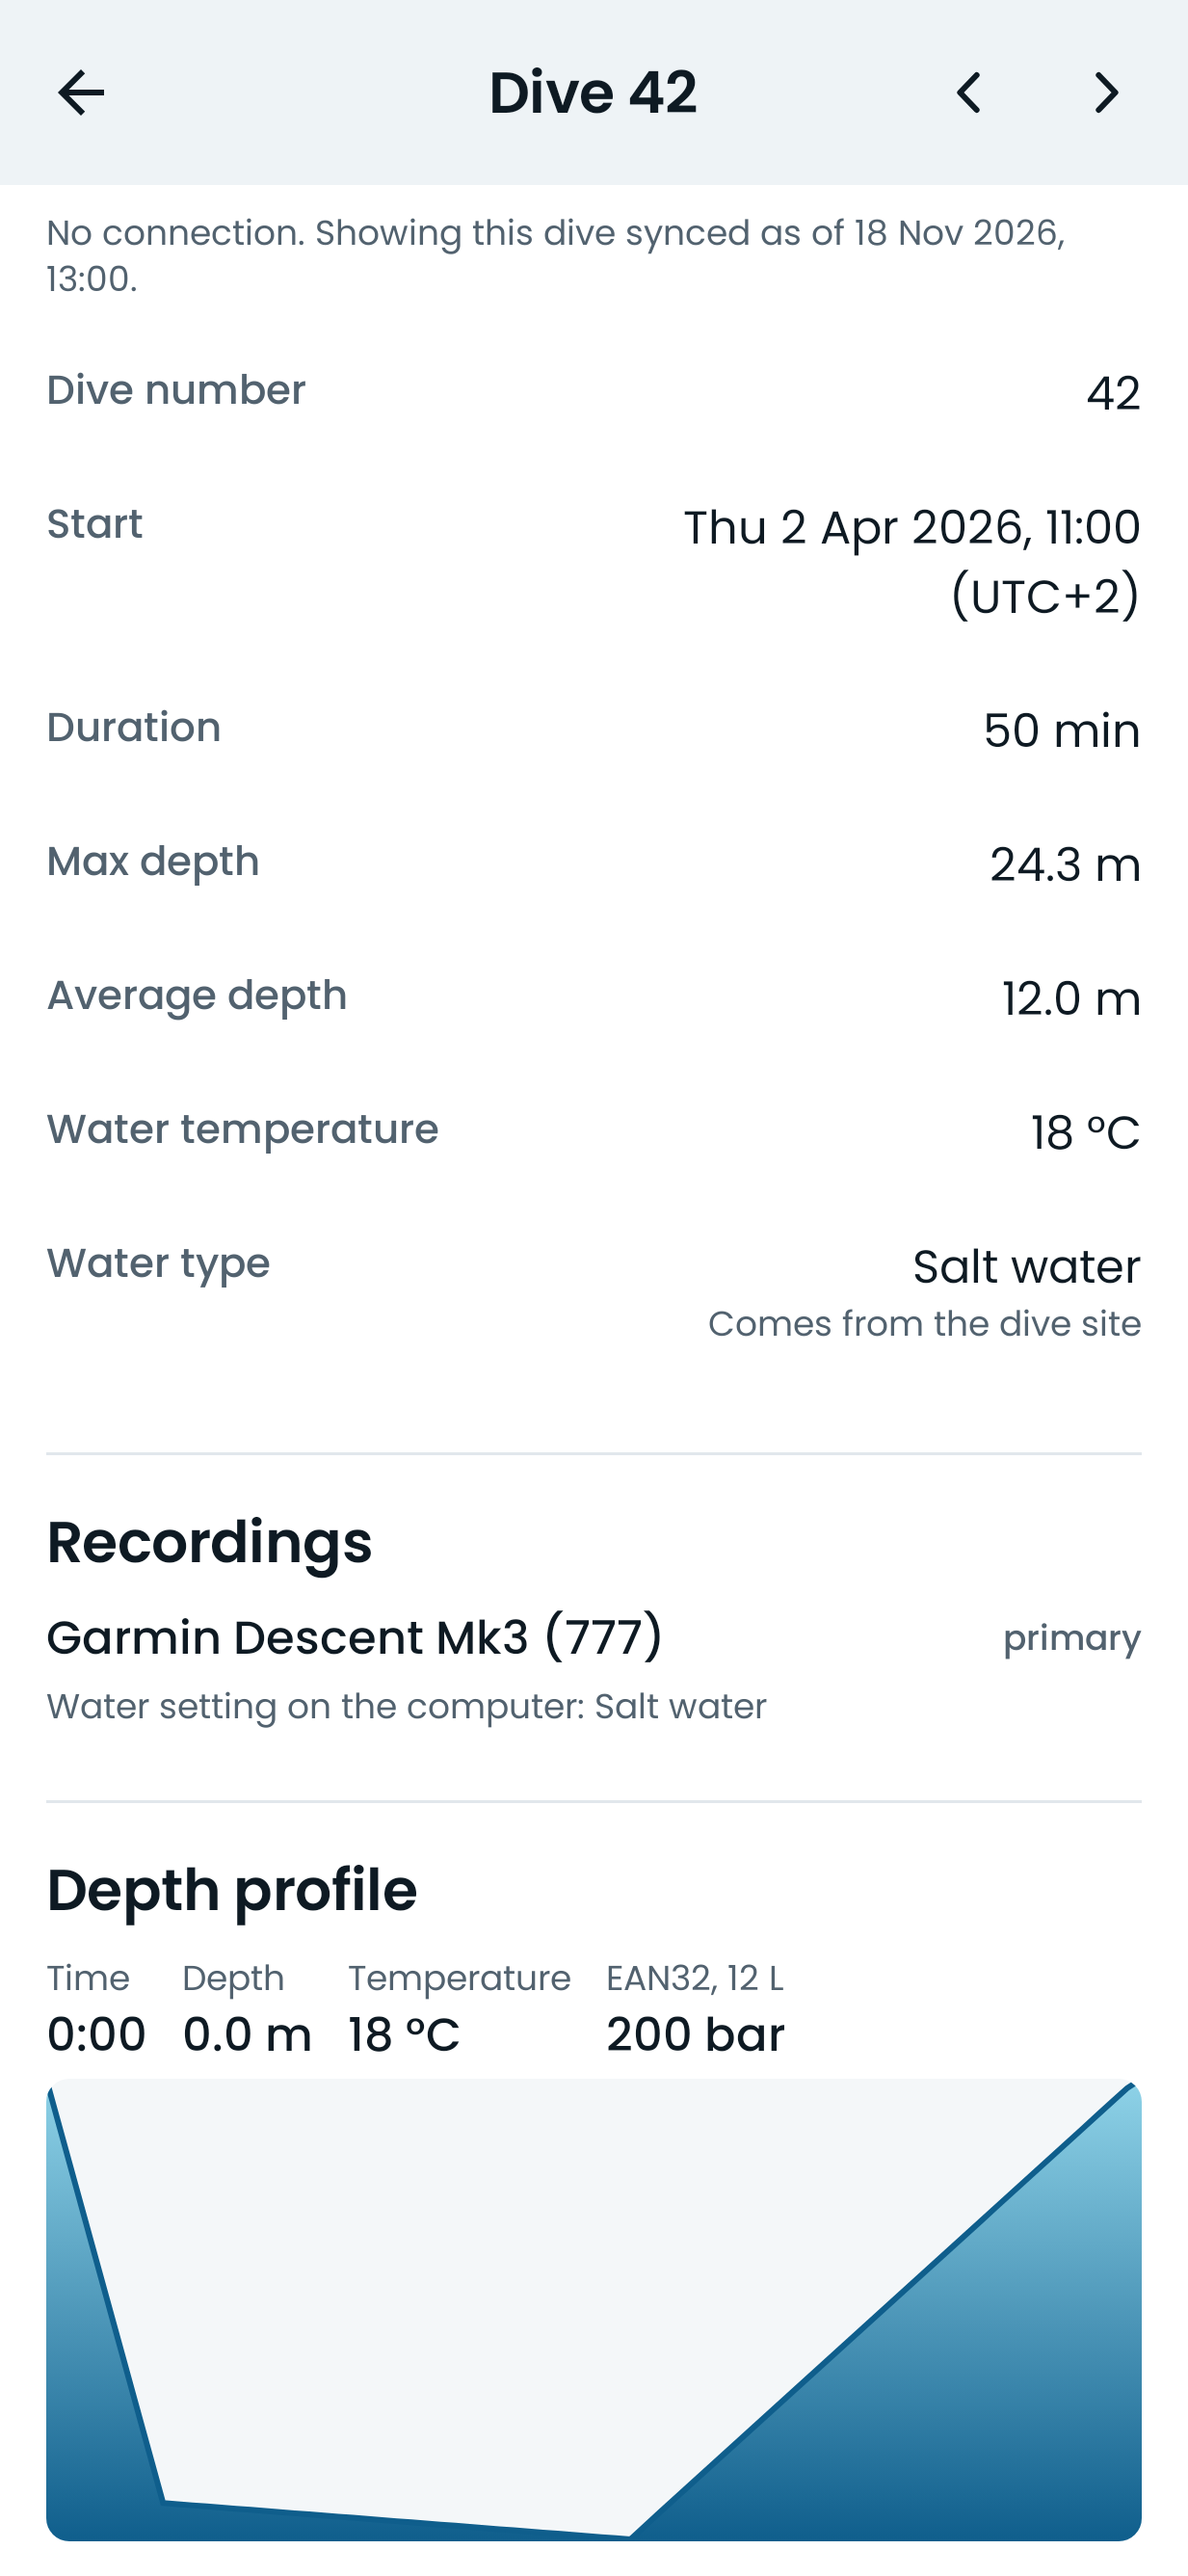 Dive 42
No connection. Showing this dive synced as of 18 Nov 2026,
13:00.
Dive number 42
Start Thu 2 Apr 2026, 11:00
(UTC+2)
Duration 50 min
Max depth 24.3 m
Average depth 12.0 m
Water temperature 18 °C
Water type Salt water
Comes from the dive site
Recordings
Garmin Descent Mk3 (777) primary
Water setting on the computer: Salt water
Depth profile
Time Depth Temperature EAN32, 12 L
0:00 0.0 m 18 °C 200 bar